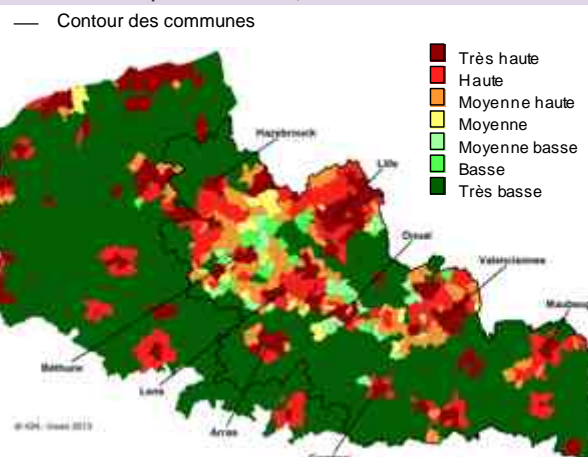 Contour des communes
Très haute
Haute
Moyenne haute
Moyenne
Moyenne basse
Basse
Très basse
Hazebrouck
Lille
Douai
Valenciennes
Béthune
Lens
Arras